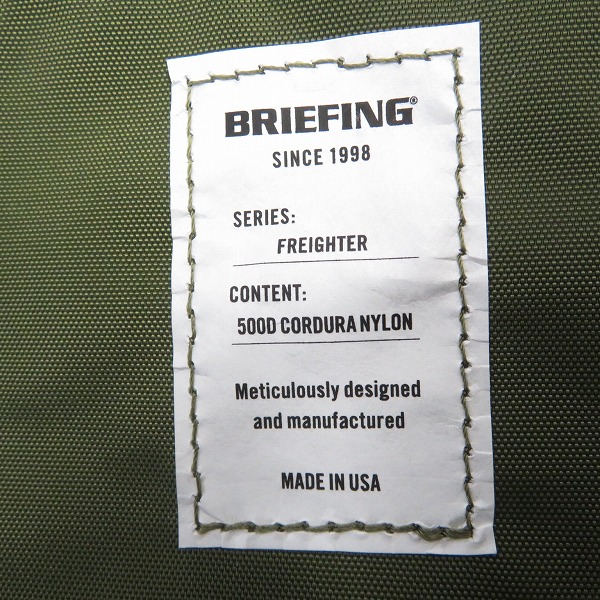 BRIEFING®
SINCE 1998
SERIES:
FREIGHTER
CONTENT:
500D CORDURA NYLON
Meticulously designed
and manufactured
MADE IN USA